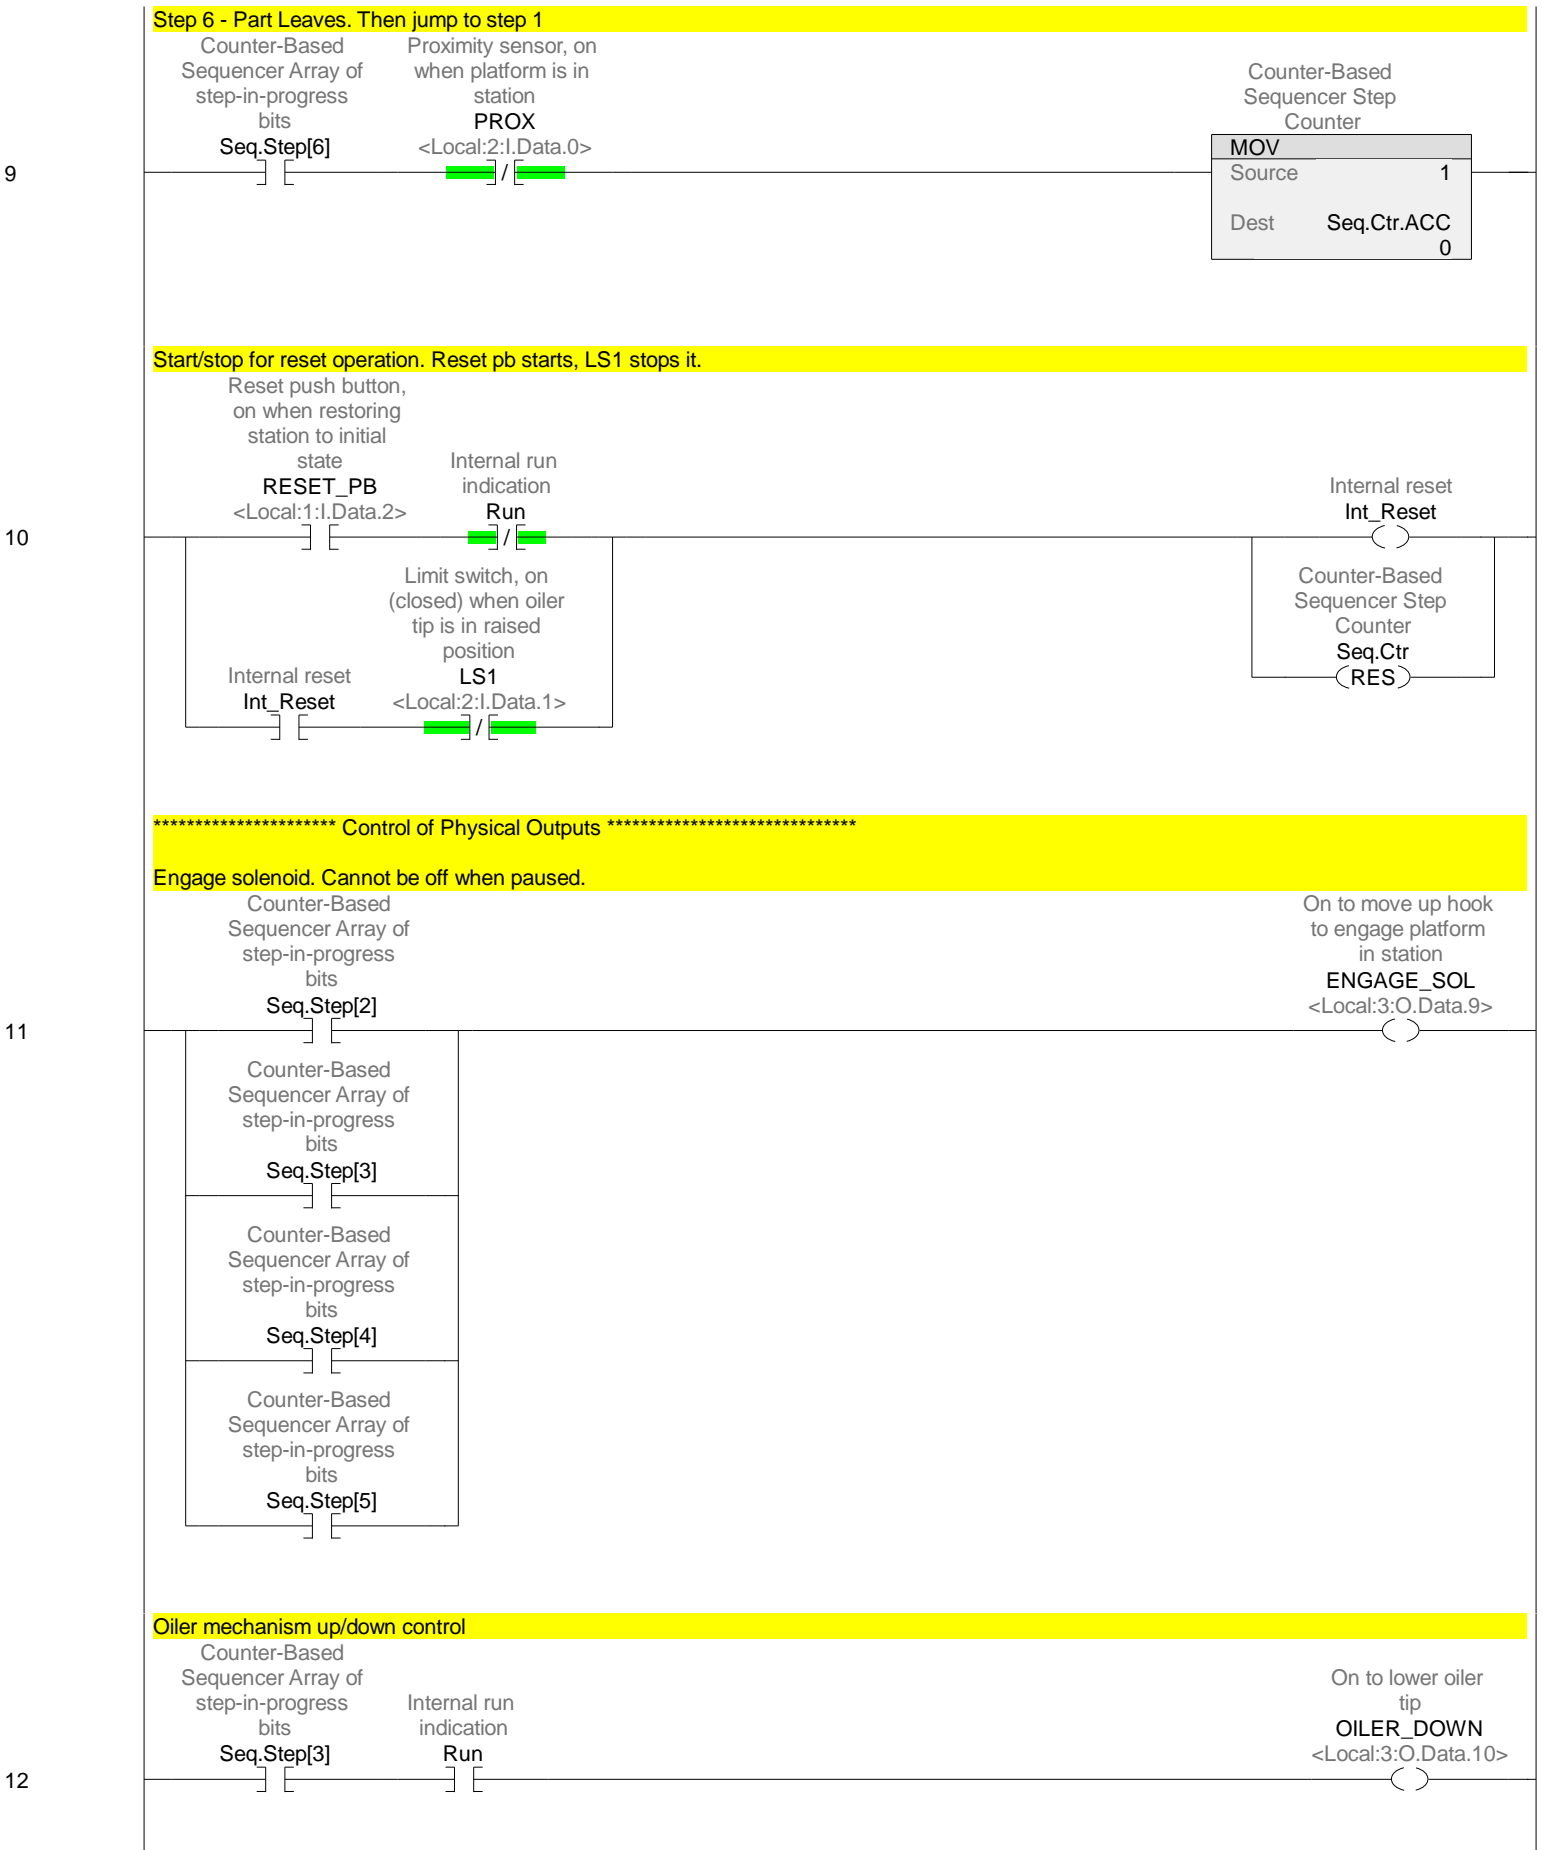 Step 6 - Part Leaves. Then jump to step 1
Counter-Based
Sequencer Array of
step-in-progress
bits
Seq.Step[6]
Proximity sensor, on
when platform is in
station
PROX
<Local:2:I.Data.0>
/
Counter-Based
Sequencer Step
Counter
MOV
Source 1
Dest Seq.Ctr.ACC
0
9
Start/stop for reset operation. Reset pb starts, LS1 stops it.
Reset push button,
on when restoring
station to initial
state
RESET_PB
<Local:1:I.Data.2>
Internal run
indication
Run
/
Internal reset
Int_Reset
10
Limit switch, on
(closed) when oiler
tip is in raised
position
LS1
<Local:2:I.Data.1>
/
Internal reset
Int_Reset
Counter-Based
Sequencer Step
Counter
Seq.Ctr
RES
********************** Control of Physical Outputs ******************************
Engage solenoid. Cannot be off when paused.
Counter-Based
Sequencer Array of
step-in-progress
bits
Seq.Step[2]
On to move up hook
to engage platform
in station
ENGAGE_SOL
<Local:3:O.Data.9>
11
Counter-Based
Sequencer Array of
step-in-progress
bits
Seq.Step[3]
Counter-Based
Sequencer Array of
step-in-progress
bits
Seq.Step[4]
Counter-Based
Sequencer Array of
step-in-progress
bits
Seq.Step[5]
Oiler mechanism up/down control
Counter-Based
Sequencer Array of
step-in-progress
bits
Seq.Step[3]
Internal run
indication
Run
On to lower oiler
tip
OILER_DOWN
<Local:3:O.Data.10>
12